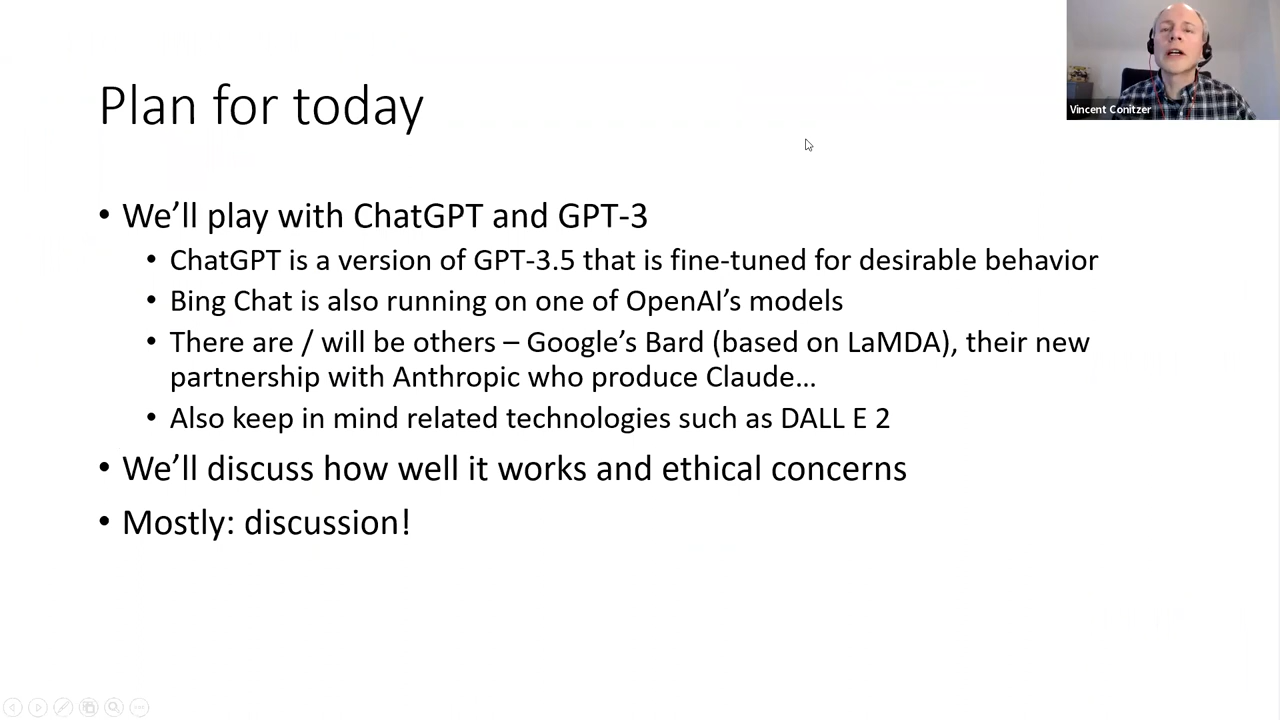 Vincent Conitzer
Plan for today
• We’ll play with ChatGPT and GPT-3
• ChatGPT is a version of GPT-3.5 that is fine-tuned for desirable behavior
• Bing Chat is also running on one of OpenAI’s models
• There are / will be others – Google’s Bard (based on LaMDA), their new
partnership with Anthropic who produce Claude…
• Also keep in mind related technologies such as DALL E 2
• We’ll discuss how well it works and ethical concerns
• Mostly: discussion!